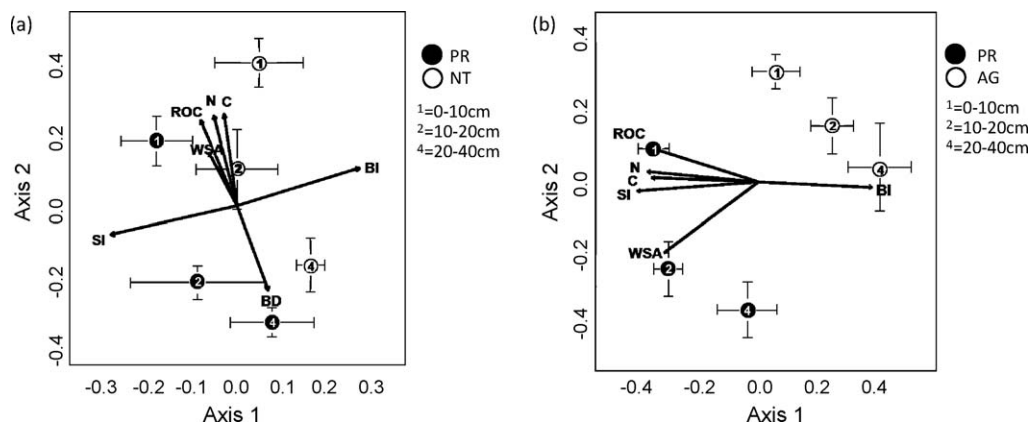 (a)
0.4
0.2
0.0
-0.2
-0.4
Axis 2
1
N C
ROC
1
WSA
2
BI
SI
4
2
BD
4
-0.3 -0.2 -0.1 0.0 0.1 0.2 0.3
Axis 1
PR
NT
1=0-10cm
2=10-20cm
4=20-40cm
(b)
0.4
0.2
0.0
-0.2
-0.4
Axis 2
1
2
ROC
1
N
4
C
SI
BI
WSA
2
4
-0.4 -0.2 0.0 0.2 0.4
Axis 1
PR
AG
1=0-10cm
2=10-20cm
4=20-40cm